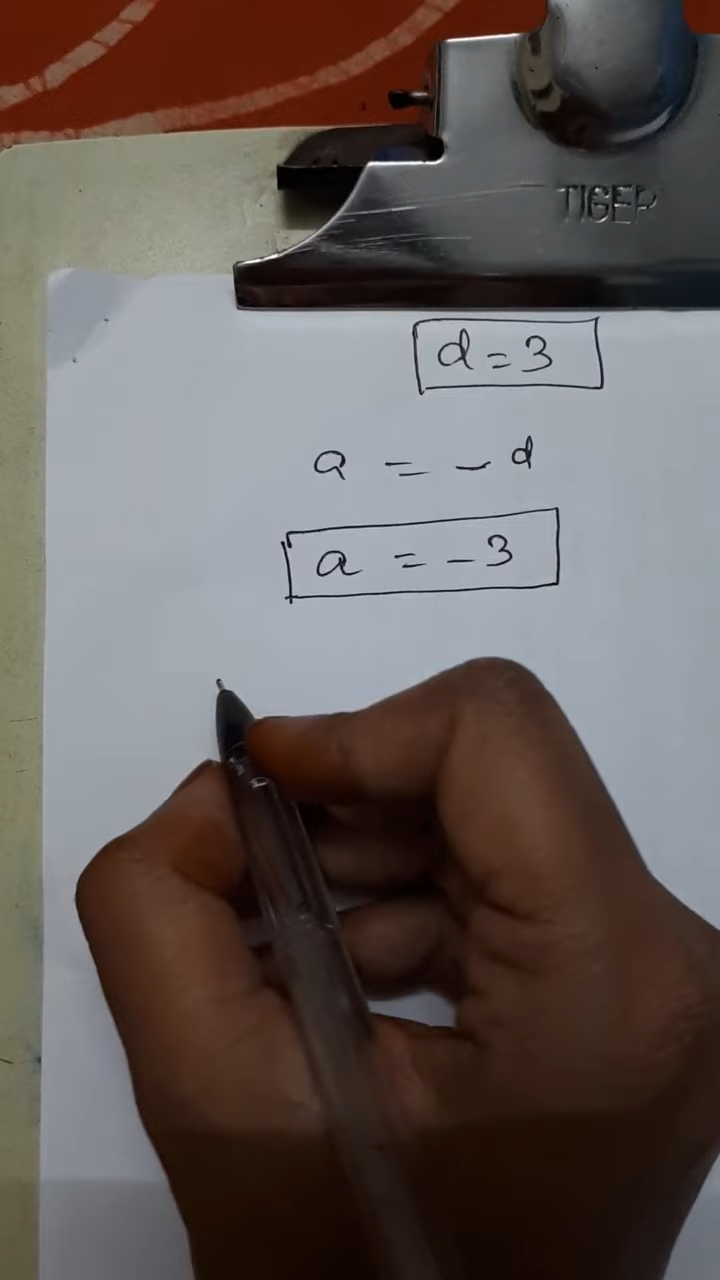 TIGER
d = 3
a = - d
a = - 3